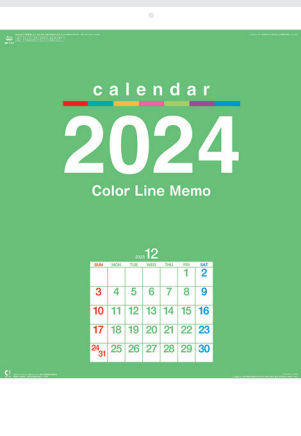 calendar
2024
Color Line Memo
2023 12
SUN MON TUE WED THU FRI SAT
1 2
3 4 5 6 7 8 9
10 11 12 13 14 15 16
17 18 19 20 21 22 23
24/31 25 26 27 28 29 30